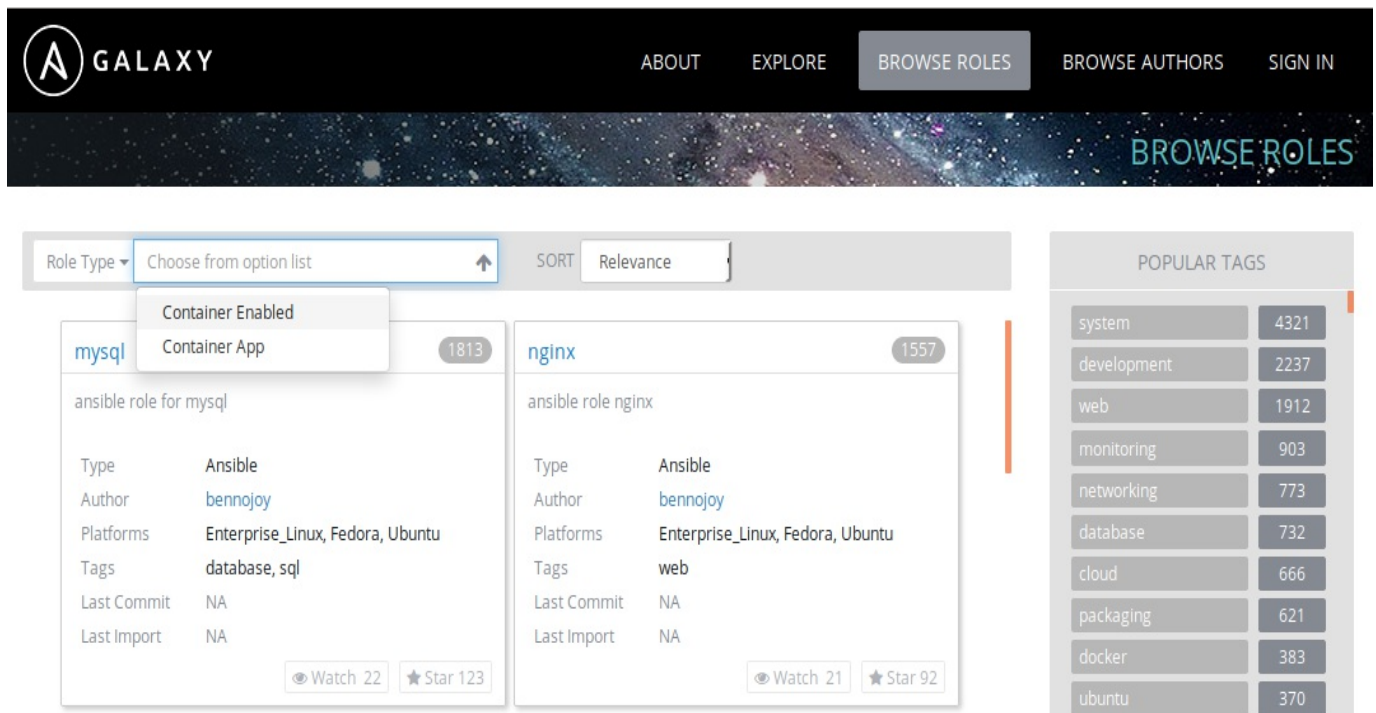 GALAXY
ABOUT EXPLORE BROWSE ROLES BROWSE AUTHORS SIGN IN
BROWSE ROLES
Role Type Choose from option list SORT Relevance
Container Enabled
Container App
mysql 1813
ansible role for mysql
Type Ansible
Author bennojoy
Platforms Enterprise_Linux, Fedora, Ubuntu
Tags database, sql
Last Commit NA
Last Import NA
Watch 22 Star 123
nginx 1557
ansible role nginx
Type Ansible
Author bennojoy
Platforms Enterprise_Linux, Fedora, Ubuntu
Tags web
Last Commit NA
Last Import NA
Watch 21 Star 92
POPULAR TAGS
system 4321
development 2237
web 1912
monitoring 903
networking 773
database 732
cloud 666
packaging 621
docker 383
ubuntu 370